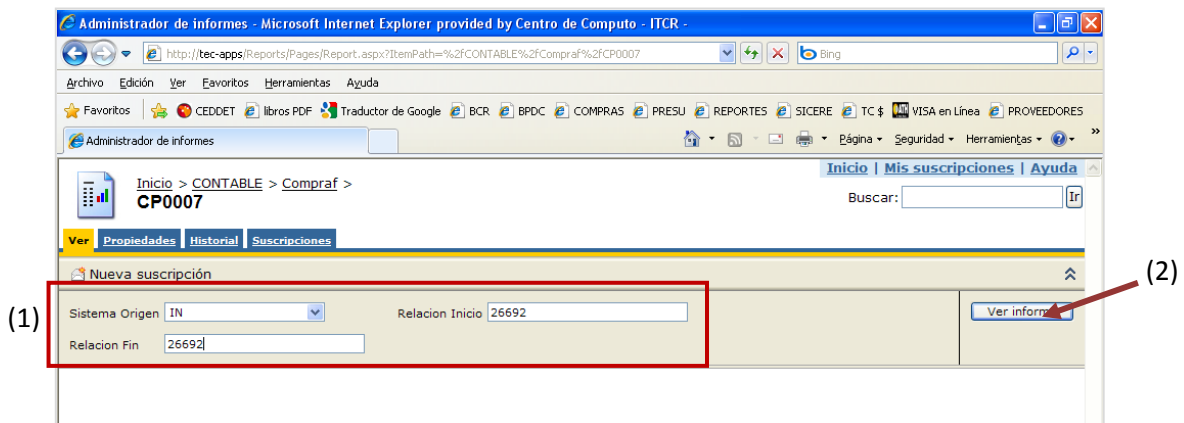 Administrador de informes - Microsoft Internet Explorer provided by Centro de Computo - ITCR -
http://tec-apps/Reports/Pages/Report.aspx?ItemPath=%2fCONTABLE%2fCompraf%2fCP0007
Bing
Archivo Edición Ver Favoritos Herramientas Ayuda
Favoritos CEDDET libros PDF Traductor de Google BCR BPDC COMPRAS PRESU REPORTES SICERE TC $ VISA en Línea PROVEEDORES
Administrador de informes Página Seguridad Herramientas »
Inicio | Mis suscripciones | Ayuda
Inicio > CONTABLE > Compraf >
CP0007
Buscar: Ir
Ver Propiedades Historial Suscripciones
Nueva suscripción
(2)
(1)
Sistema Origen IN Relacion Inicio 26692 Ver inform
Relacion Fin 26692